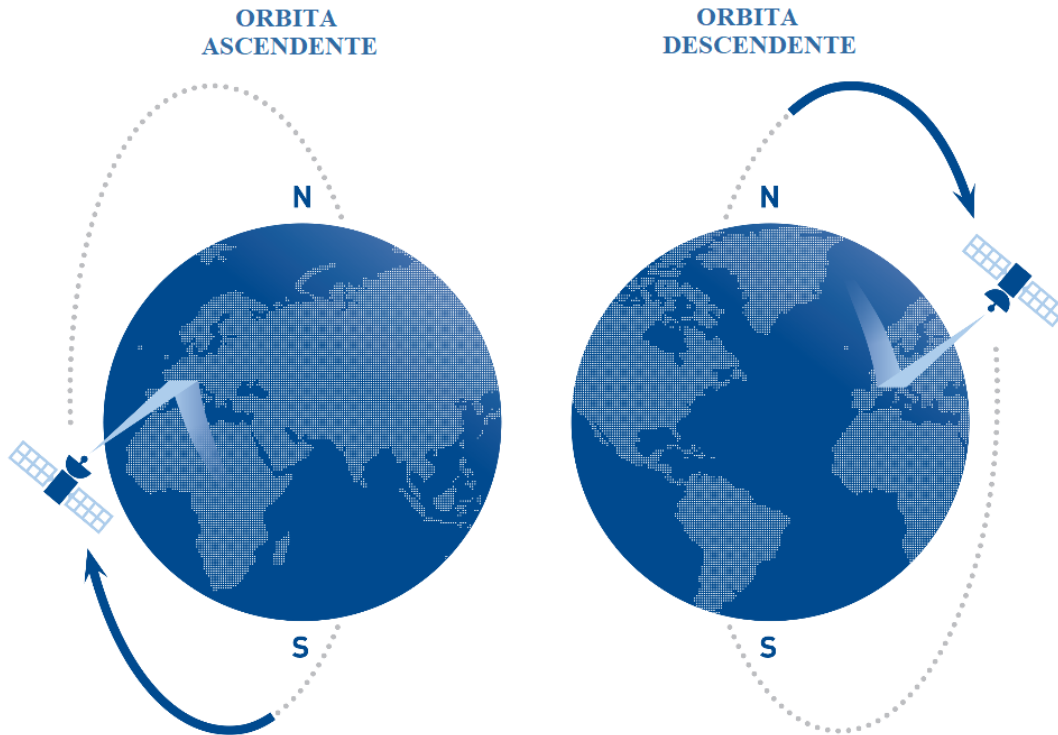 ORBITA
ASCENDENTE
N
S
ORBITA
DESCENDENTE
N
S